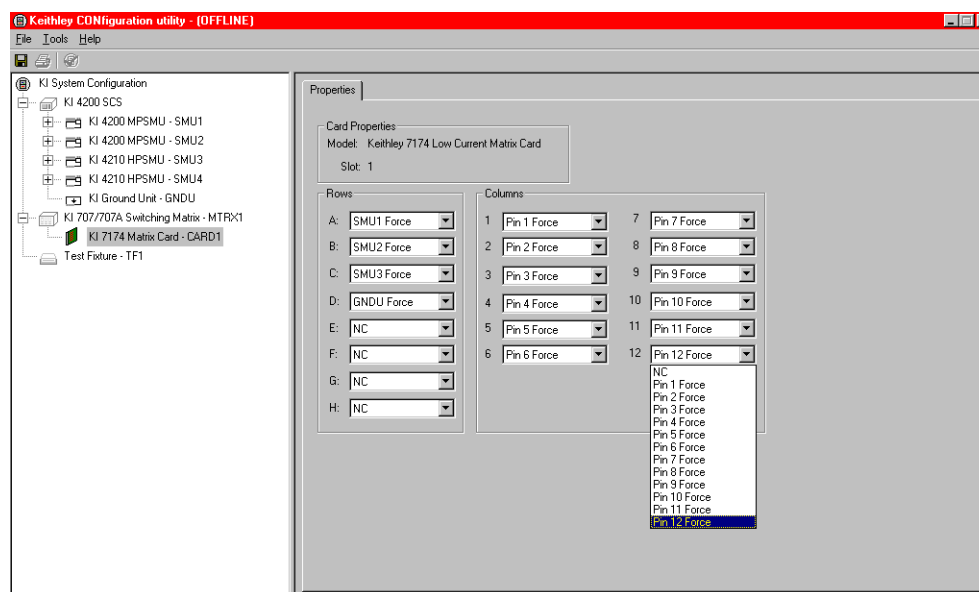 Keithley CONfiguration utility - (OFFLINE)
File Tools Help
KI System Configuration
KI 4200 SCS
KI 4200 MPSMU - SMU1
KI 4200 MPSMU - SMU2
KI 4210 HPSMU - SMU3
KI 4210 HPSMU - SMU4
KI Ground Unit - GNDU
KI 707/707A Switching Matrix - MTRX1
KI 7174 Matrix Card - CARD1
Test Fixture - TF1
Properties
Card Properties
Model: Keithley 7174 Low Current Matrix Card
Slot: 1
Rows
A: SMU1 Force
B: SMU2 Force
C: SMU3 Force
D: GNDU Force
E: NC
F: NC
G: NC
H: NC
Columns
1 Pin 1 Force
2 Pin 2 Force
3 Pin 3 Force
4 Pin 4 Force
5 Pin 5 Force
6 Pin 6 Force
7 Pin 7 Force
8 Pin 8 Force
9 Pin 9 Force
10 Pin 10 Force
11 Pin 11 Force
12 Pin 12 Force
NC
Pin 1 Force
Pin 2 Force
Pin 3 Force
Pin 4 Force
Pin 5 Force
Pin 6 Force
Pin 7 Force
Pin 8 Force
Pin 9 Force
Pin 10 Force
Pin 11 Force
Pin 12 Force